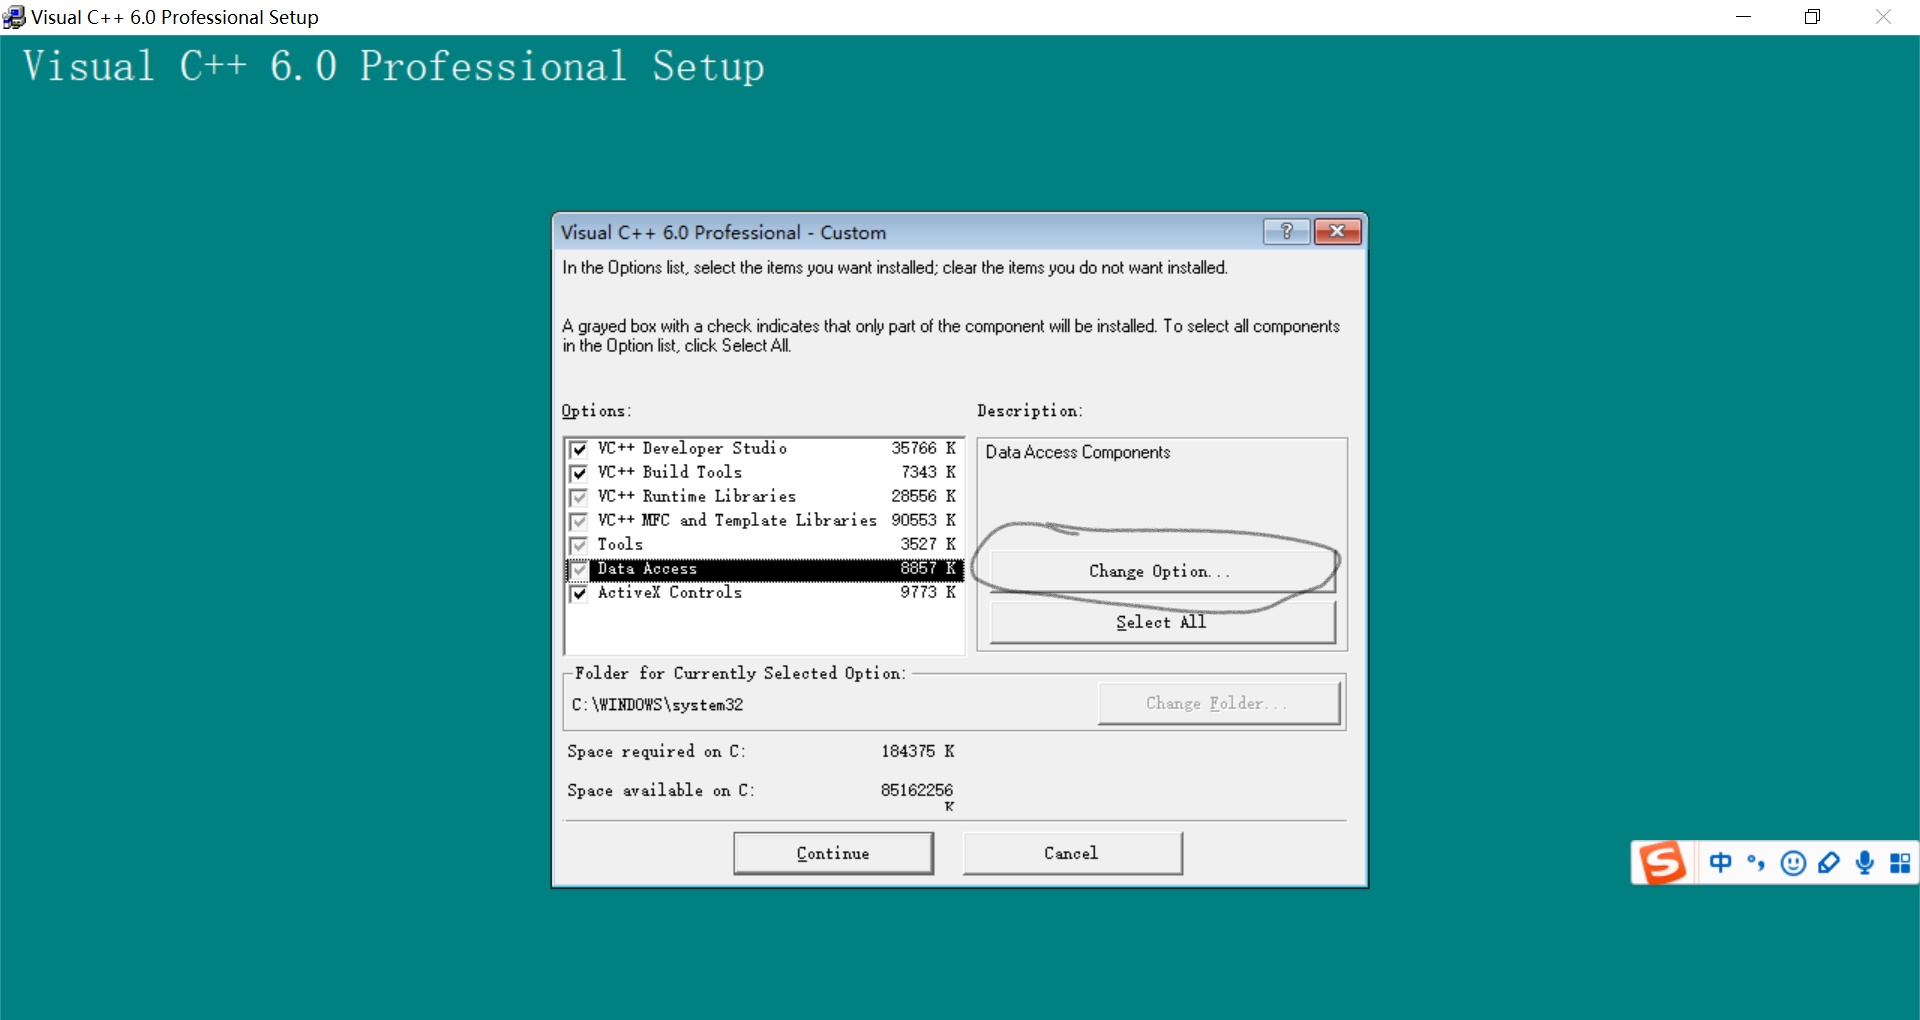 Visual C++ 6.0 Professional Setup
Visual C++ 6.0 Professional Setup
Visual C++ 6.0 Professional - Custom
?
In the Options list, select the items you want installed; clear the items you do not want installed.
A grayed box with a check indicates that only part of the component will be installed. To select all components
in the Option list, click Select All.
Options:
Description:
VC++ Developer Studio 35766 K
VC++ Build Tools 7343 K
VC++ Runtime Libraries 28556 K
VC++ MFC and Template Libraries 90553 K
Tools 3527 K
Data Access 8857 K
ActiveX Controls 9773 K
Data Access Components
Change Option...
Select All
Folder for Currently Selected Option:
C:\WINDOWS\system32
Change Folder...
Space required on C: 184375 K
Space available on C: 85162256
K
Continue
Cancel
S 中 °,